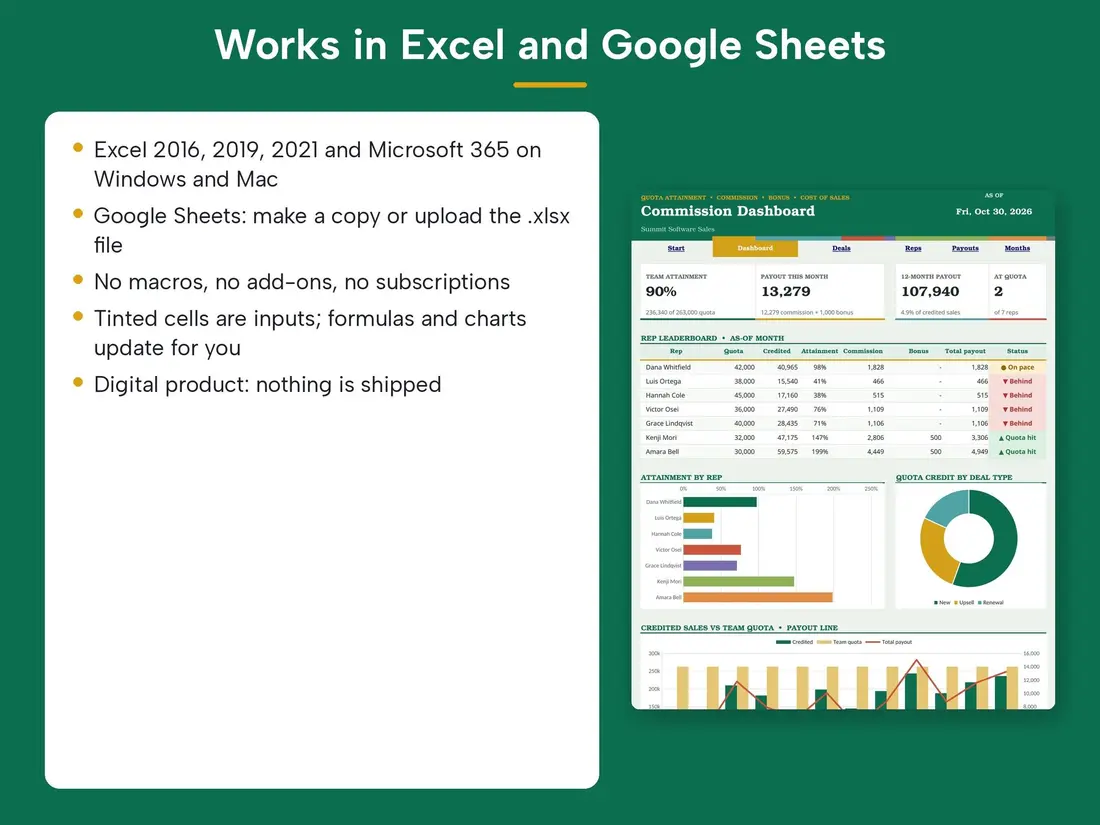 Works in Excel and Google Sheets
Excel 2016, 2019, 2021 and Microsoft 365 on
Windows and Mac
Google Sheets: make a copy or upload the .xlsx
file
No macros, no add-ons, no subscriptions
Tinted cells are inputs; formulas and charts
update for you
Digital product: nothing is shipped
QUOTA ATTAINMENT • COMMISSION • BONUS • COST OF SALES
AS OF
Commission Dashboard
Fri, Oct 30, 2026
Summit Software Sales
Start Dashboard Deals Reps Payouts Months
TEAM ATTAINMENT PAYOUT THIS MONTH 12-MONTH PAYOUT AT QUOTA
90% 13,279 107,940 2
236,340 of 263,000 quota 12,279 commission + 1,000 bonus 4.9% of credited sales of 7 reps
REP LEADERBOARD • AS-OF MONTH
Rep Quota Credited Attainment Commission Bonus Total payout Status
Dana Whitfield 42,000 40,965 98% 1,828 - 1,828 ● On pace
Luis Ortega 38,000 15,540 41% 466 - 466 ▼ Behind
Hannah Cole 45,000 17,160 38% 515 - 515 ▼ Behind
Victor Osei 36,000 27,490 76% 1,109 - 1,109 ▼ Behind
Grace Lindqvist 40,000 28,435 71% 1,106 - 1,106 ▼ Behind
Kenji Mori 32,000 47,175 147% 2,806 500 3,306 ▲ Quota hit
Amara Bell 30,000 59,575 199% 4,449 500 4,949 ▲ Quota hit
ATTAINMENT BY REP
0% 50% 100% 150% 200% 250%
Dana Whitfield
Luis Ortega
Hannah Cole
Victor Osei
Grace Lindqvist
Kenji Mori
Amara Bell
QUOTA CREDIT BY DEAL TYPE
New Upsell Renewal
CREDITED SALES VS TEAM QUOTA • PAYOUT LINE
Credited Team quota Total payout
300k 16,000
250k 14,000
12,000
200k 10,000
150k 8,000